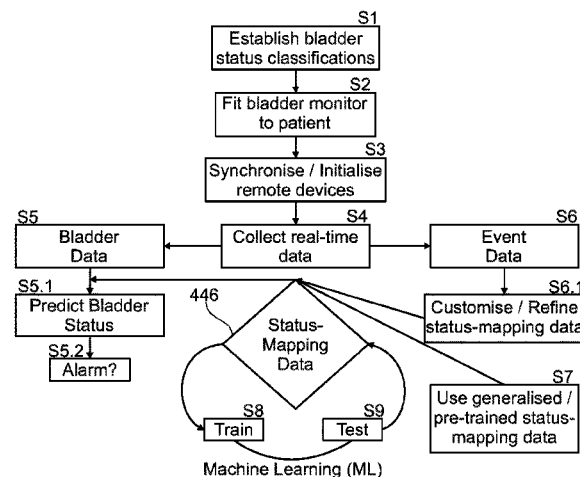 S1
Establish bladder
status classifications
S2
Fit bladder monitor
to patient
S3
Synchronise / Initialise
remote devices
S5
Bladder
Data
S4
Collect real-time
data
S6
Event
Data
S5.1
Predict Bladder
Status
446
Status-
Mapping
Data
S6.1
Customise / Refine
status-mapping data
S5.2
Alarm?
S7
Use generalised /
pre-trained status-
mapping data
S8
Train
S9
Test
Machine Learning (ML)